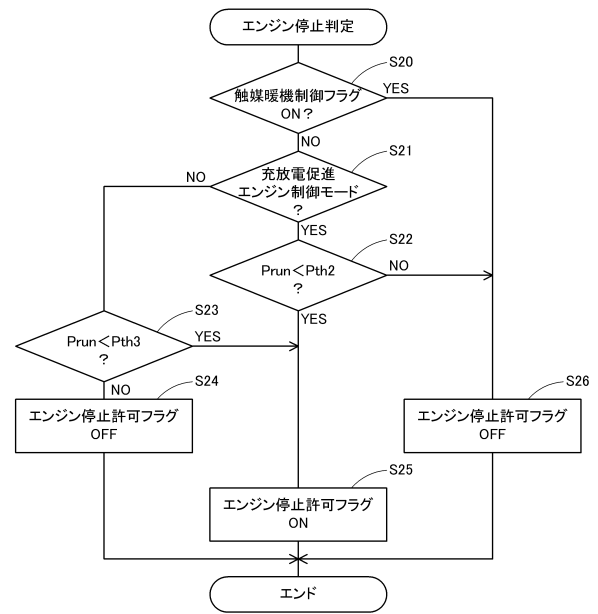 エンジン停止判定
S20
触媒暖機制御フラグ
ON？
YES
NO
S21
充放電促進
エンジン制御モード
？
NO
YES
S22
Prun＜Pth2
？
NO
YES
S23
Prun＜Pth3
？
YES
NO
S24
エンジン停止許可フラグ
OFF
S26
エンジン停止許可フラグ
OFF
S25
エンジン停止許可フラグ
ON
エンド